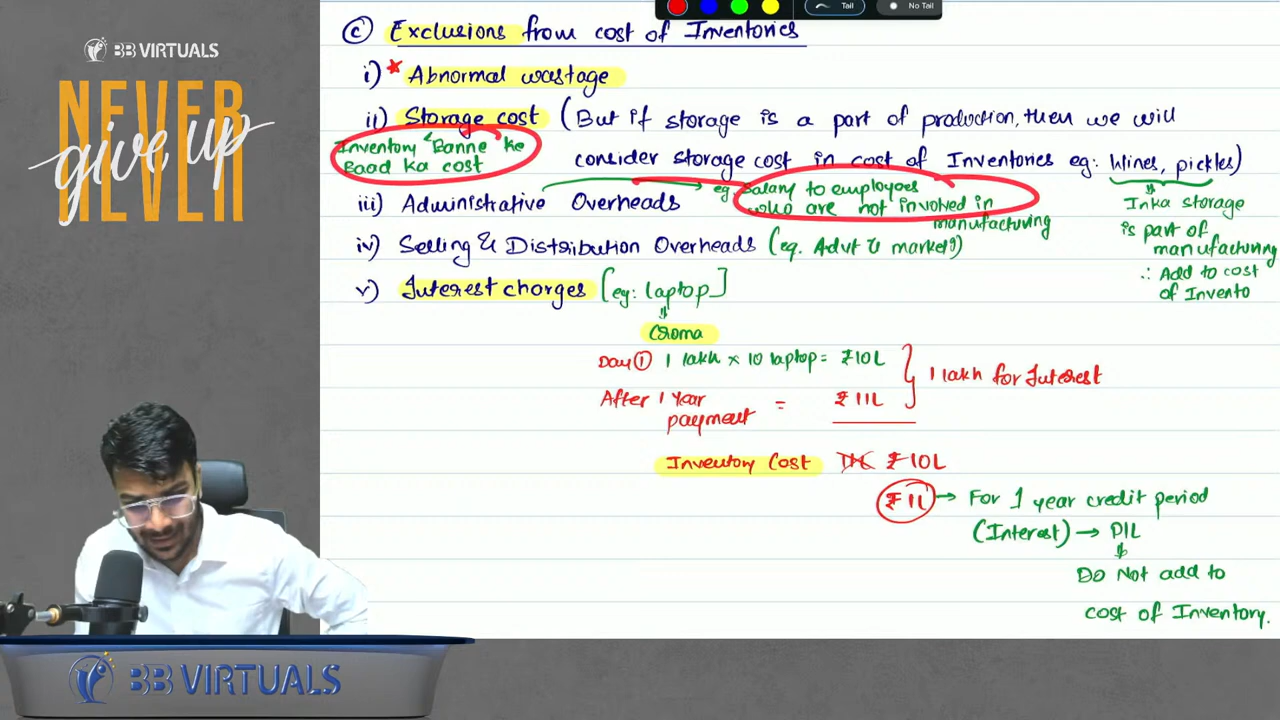 Tail
No Tail
BB VIRTUALS
NEVER
give up
NEVER
(c) Exclusions from cost of Inventories
i) * Abnormal wastage
ii) Storage cost (But if storage is a part of production, then we will
consider storage cost in cost of Inventories eg: Wines, pickles)
Inventory "Banne" ke
Baad ka cost
Inka storage
is part of
manufacturing
∴ Add to cost
of Invento
iii) Administrative Overheads → eg Salary to employees
who are not involved in
manufacturing
iv) Selling & Distribution Overheads (eg. Advt & marketg)
v) Interest charges [eg: laptop]
Croma
Day ① 1 lakh × 10 laptop = ₹10L
After 1 year
payment = ₹11L
1 lakh for Interest
Inventory Cost ₹10L
₹1L → For 1 year credit period
(Interest) → P/L
Do Not add to
cost of Inventory.
BB VIRTUALS